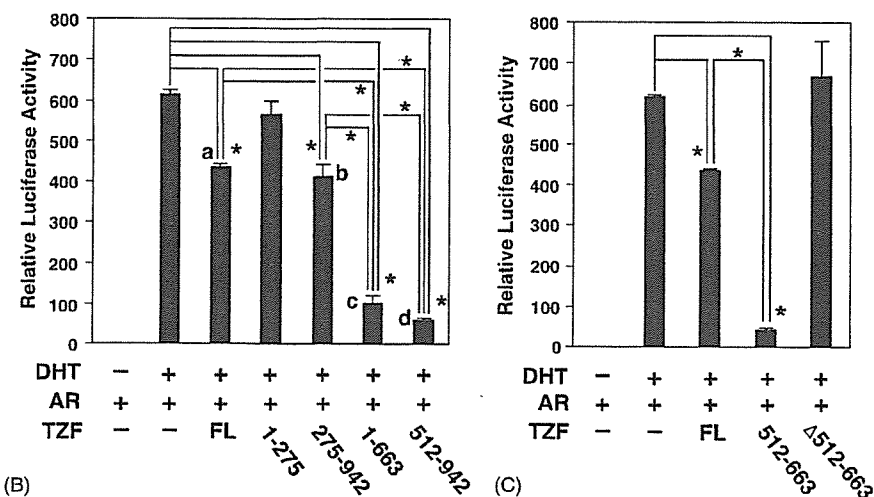 800
700
600
500
400
300
200
100
0
Relative Luciferase Activity
a *
* b
c *
d *
*
*
*
*
DHT − + + + + + +
AR + + + + + + +
TZF − − FL 1-275 275-942 1-663 512-942
(B)
800
700
600
500
400
300
200
100
0
Relative Luciferase Activity
*
*
*
DHT − + + + +
AR + + + + +
TZF − − FL 512-663 Δ512-663
(C)